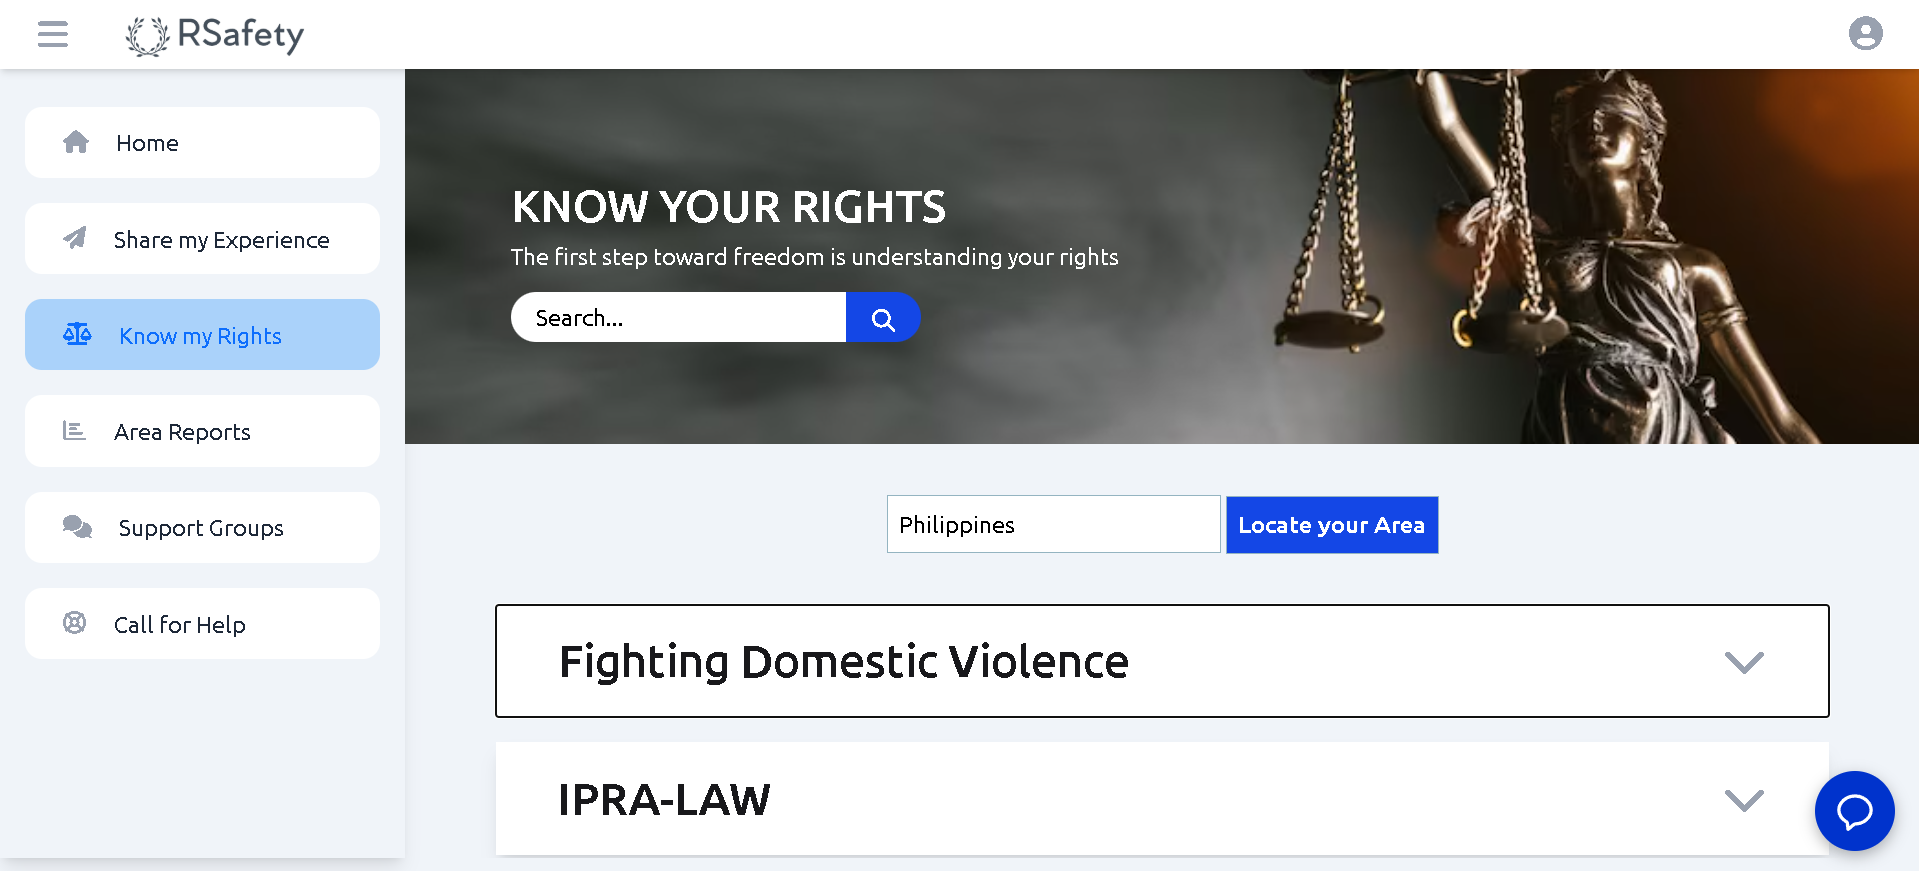 RSafety
Home
Share my Experience
Know my Rights
Area Reports
Support Groups
Call for Help
KNOW YOUR RIGHTS
The first step toward freedom is understanding your rights
Search...
Philippines
Locate your Area
Fighting Domestic Violence
IPRA-LAW